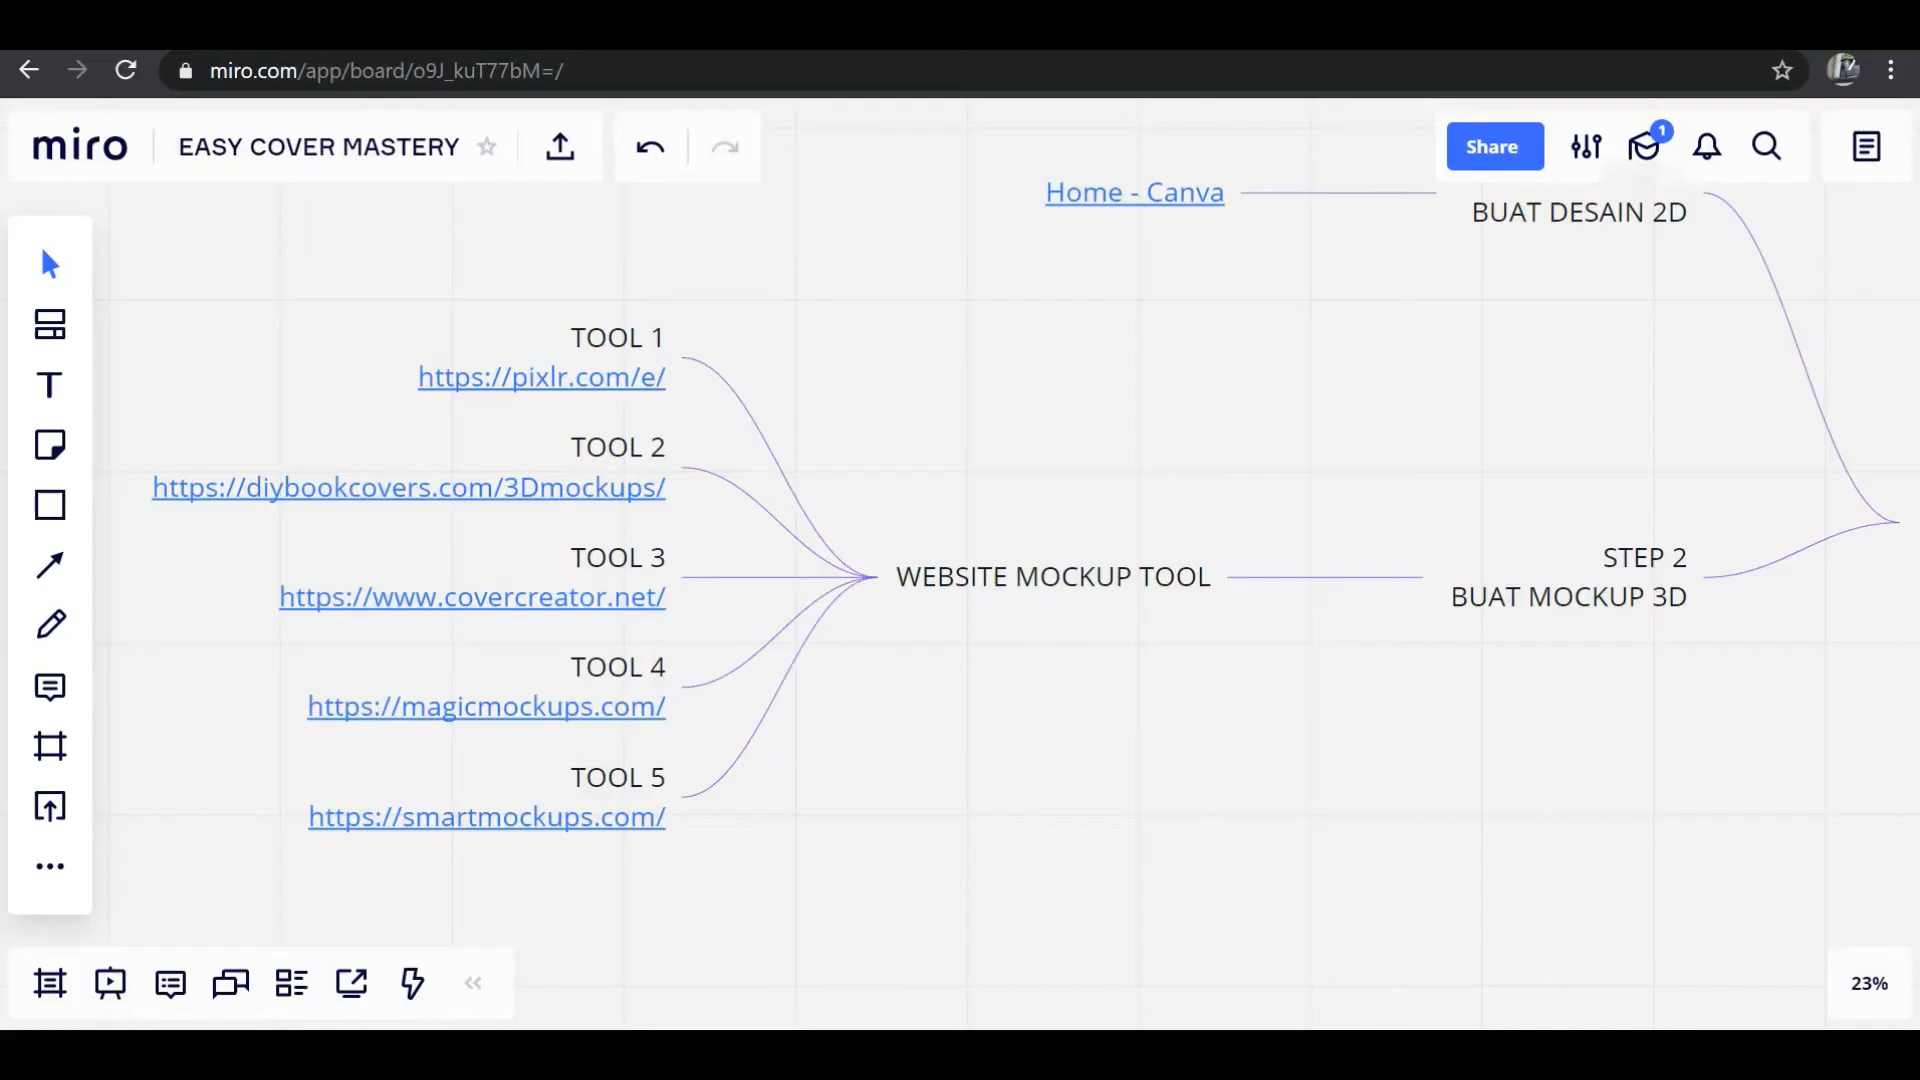 miro.com/app/board/o9J_kuT77bM=/
miro
EASY COVER MASTERY
Share
1
Home - Canva
BUAT DESAIN 2D
TOOL 1
https://pixlr.com/e/
TOOL 2
https://diybookcovers.com/3Dmockups/
TOOL 3
https://www.covercreator.net/
TOOL 4
https://magicmockups.com/
TOOL 5
https://smartmockups.com/
WEBSITE MOCKUP TOOL
STEP 2
BUAT MOCKUP 3D
T
23%